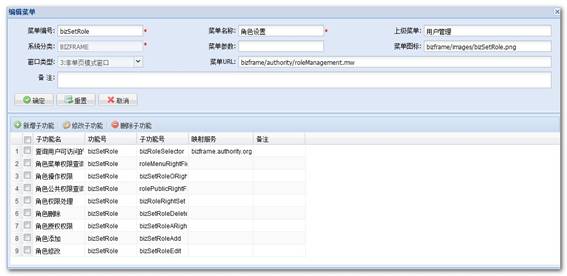 编辑菜单
菜单编号: bizSetRole * 菜单名称: 角色设置 * 上级菜单: 用户管理
系统分类: BIZFRAME * 菜单参数: 菜单图标: bizframe/images/bizSetRole.png
窗口类型: 3:非单页模式窗口 菜单URL: bizframe/authority/roleManagement.mw
备 注:
确定 重置 取消
新增子功能 修改子功能 删除子功能
子功能名 功能号 子功能号 映射服务 备注
1 查询用户可访问的 bizSetRole bizRoleSelector bizframe.authority.org
2 角色菜单权限查询 bizSetRole roleMenuRightFi
3 角色操作权限 bizSetRole bizSetRoleORigh
4 角色公共权限查询 bizSetRole rolePublicRightF
5 角色权限处理 bizSetRole bizRoleRightSet
6 角色删除 bizSetRole bizSetRoleDelet
7 角色授权权限 bizSetRole bizSetRoleARigh
8 角色添加 bizSetRole bizSetRoleAdd
9 角色修改 bizSetRole bizSetRoleEdit